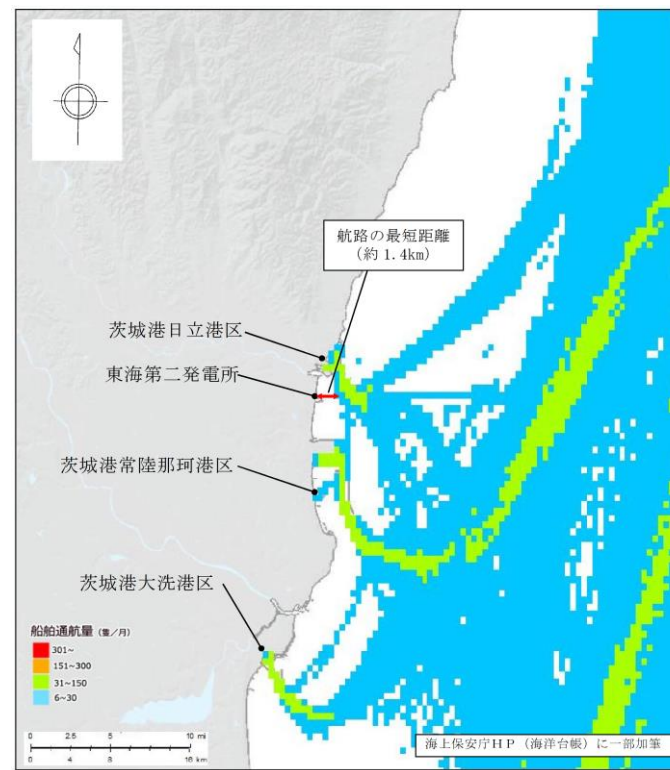 航路の最短距離
（約 1.4km）
茨城港日立港区
東海第二発電所
茨城港常陸那珂港区
茨城港大洗港区
船舶通航量（隻／月）
301~
151~300
31~150
6~30
0 2.5 5 10 mi
0 4 8 16 km
海上保安庁ＨＰ（海洋台帳）に一部加筆